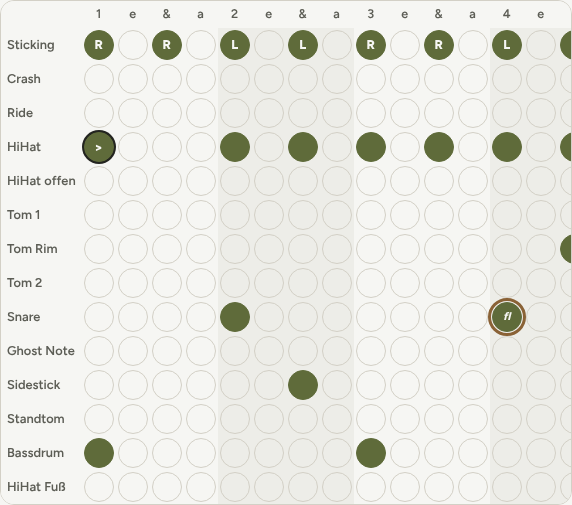 1 e & a 2 e & a 3 e & a 4 e
Sticking R R L L R R L
Crash
Ride
HiHat >
HiHat offen
Tom 1
Tom Rim
Tom 2
Snare fl
Ghost Note
Sidestick
Standtom
Bassdrum
HiHat Fuß